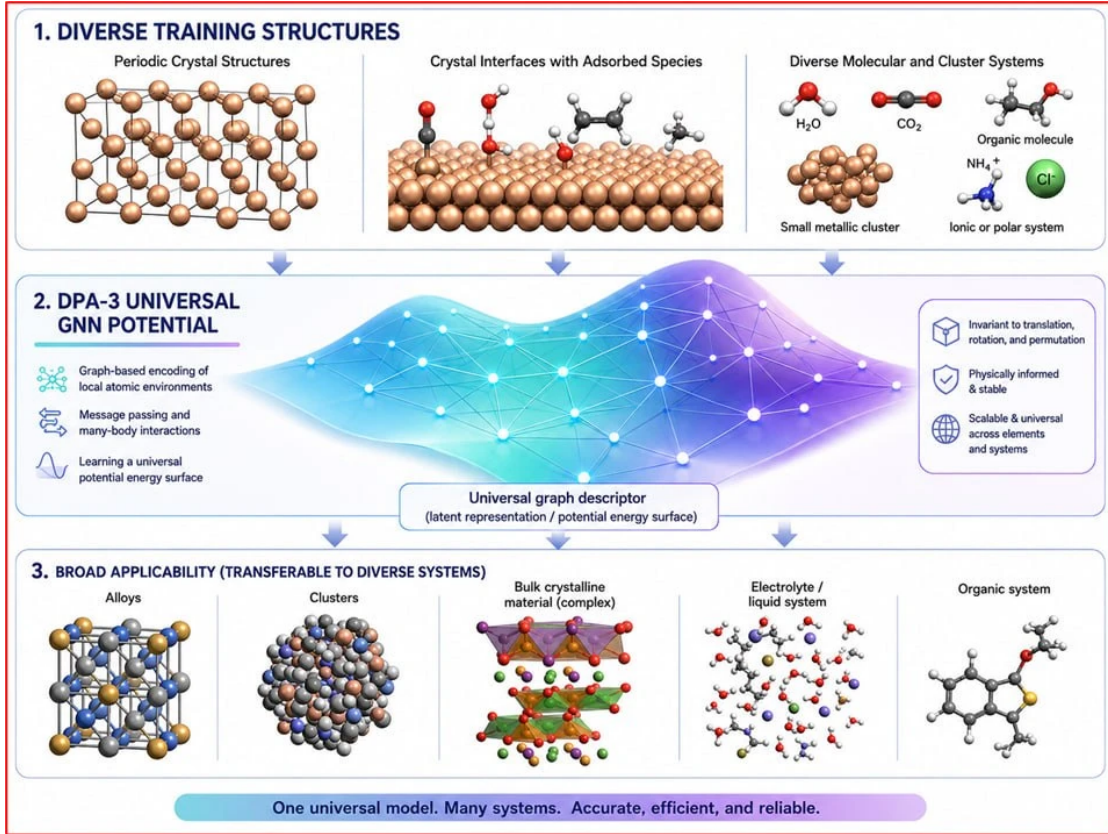 1. DIVERSE TRAINING STRUCTURES
Periodic Crystal Structures
Crystal Interfaces with Adsorbed Species
Diverse Molecular and Cluster Systems
H₂O
CO₂
Organic molecule
Small metallic cluster
NH₄⁺
Cl⁻
Ionic or polar system
2. DPA-3 UNIVERSAL
GNN POTENTIAL
Graph-based encoding of
local atomic environments
Message passing and
many-body interactions
Learning a universal
potential energy surface
Invariant to translation,
rotation, and permutation
Physically informed
& stable
Scalable & universal
across elements
and systems
Universal graph descriptor
(latent representation / potential energy surface)
3. BROAD APPLICABILITY (TRANSFERABLE TO DIVERSE SYSTEMS)
Alloys
Clusters
Bulk crystalline
material (complex)
Electrolyte /
liquid system
Organic system
One universal model. Many systems. Accurate, efficient, and reliable.